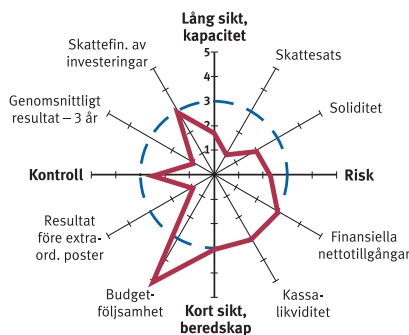 Lång sikt,
kapacitet
Skattefin. av
investeringar
Skattesats
Genomsnittligt
resultat – 3 år
Soliditet
5
4
3
2
1
Kontroll
Risk
Resultat
före extra-
ord. poster
Finansiella
nettotillgångar
Budget-
följsamhet
Kassa-
likviditet
Kort sikt,
beredskap